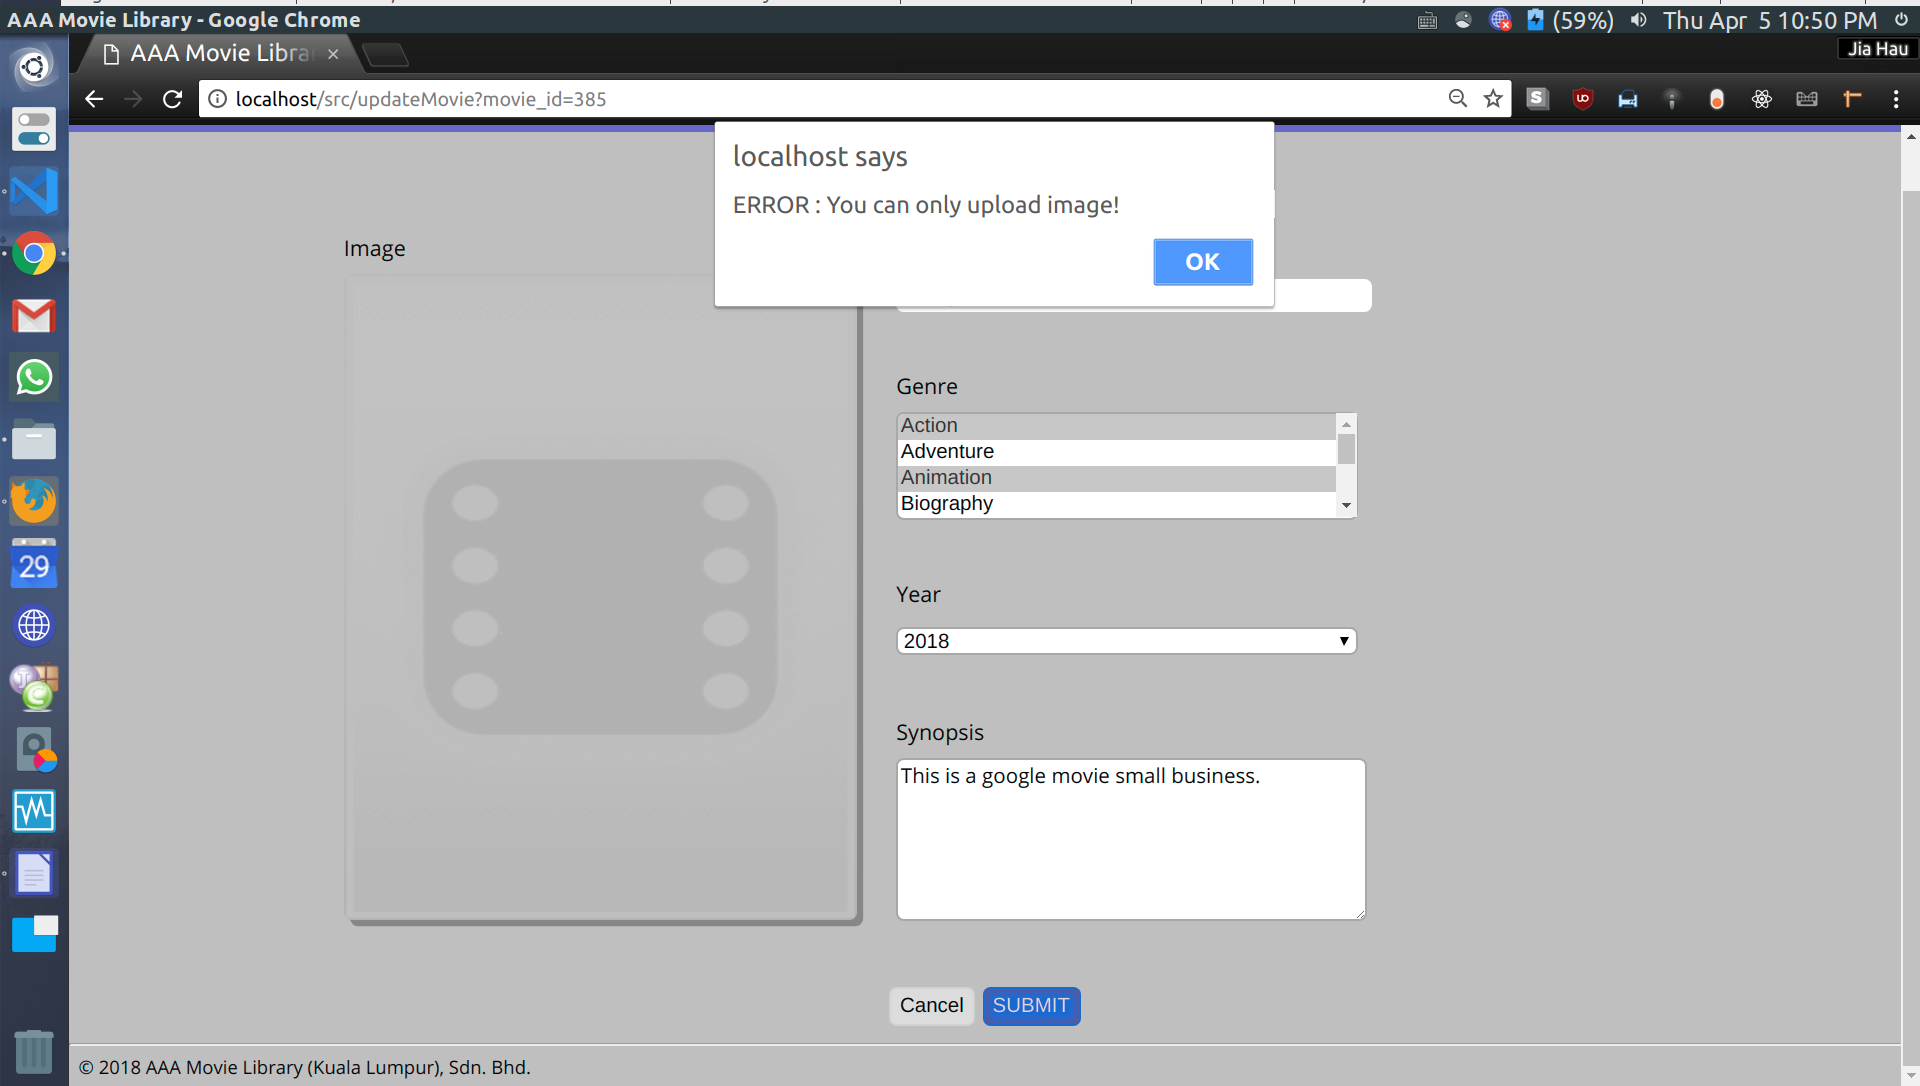 AAA Movie Library - Google Chrome
(59%) Thu Apr 5 10:50 PM
AAA Movie Libra
Jia Hau
localhost/src/updateMovie?movie_id=385
localhost says
ERROR : You can only upload image!
OK
Image
Genre
Action
Adventure
Animation
Biography
29
Year
2018
Synopsis
This is a google movie small business.
Cancel SUBMIT
© 2018 AAA Movie Library (Kuala Lumpur), Sdn. Bhd.